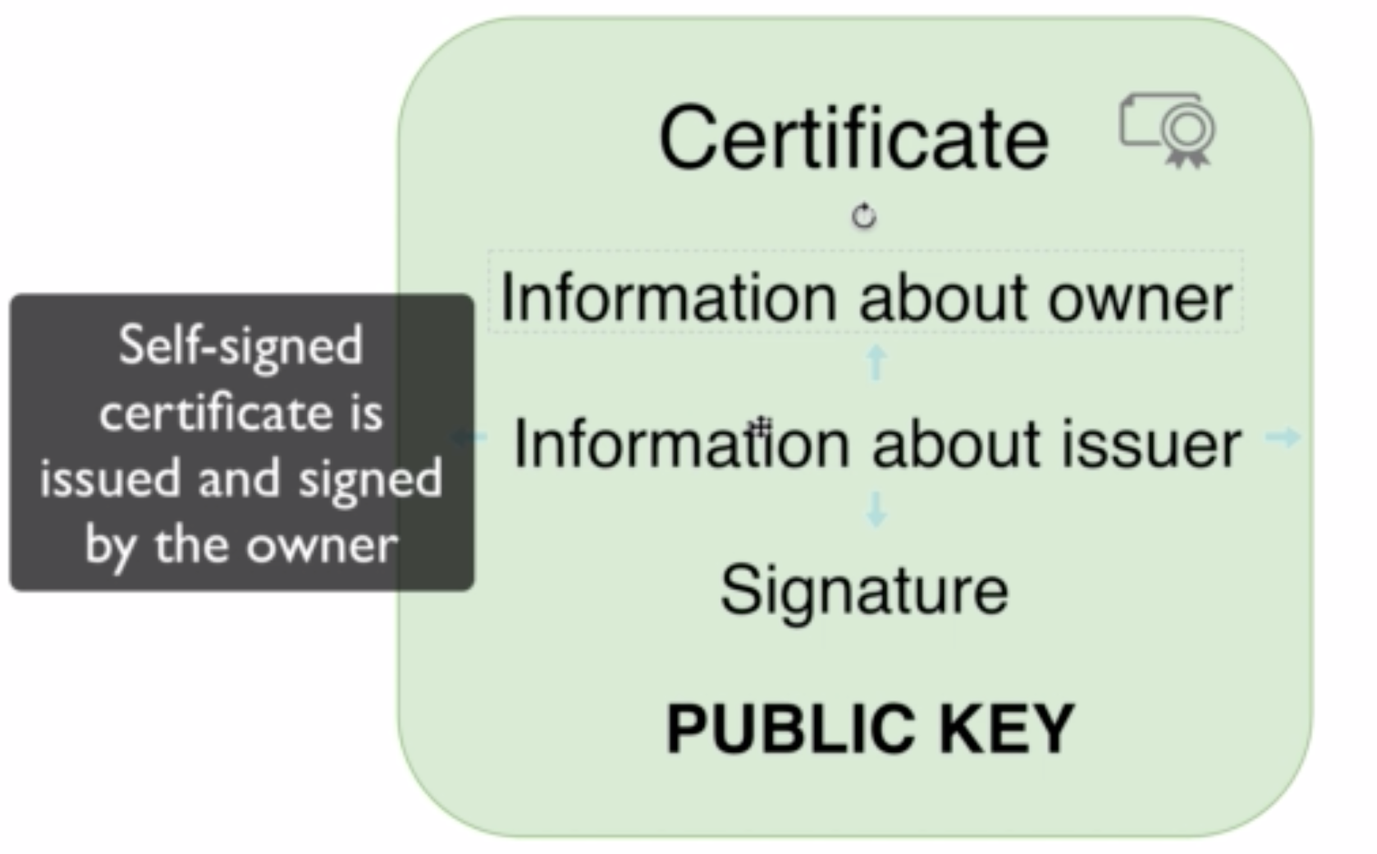 Certificate
Information about owner
Self-signed
certificate is
issued and signed
by the owner
Information about issuer
Signature
PUBLIC KEY